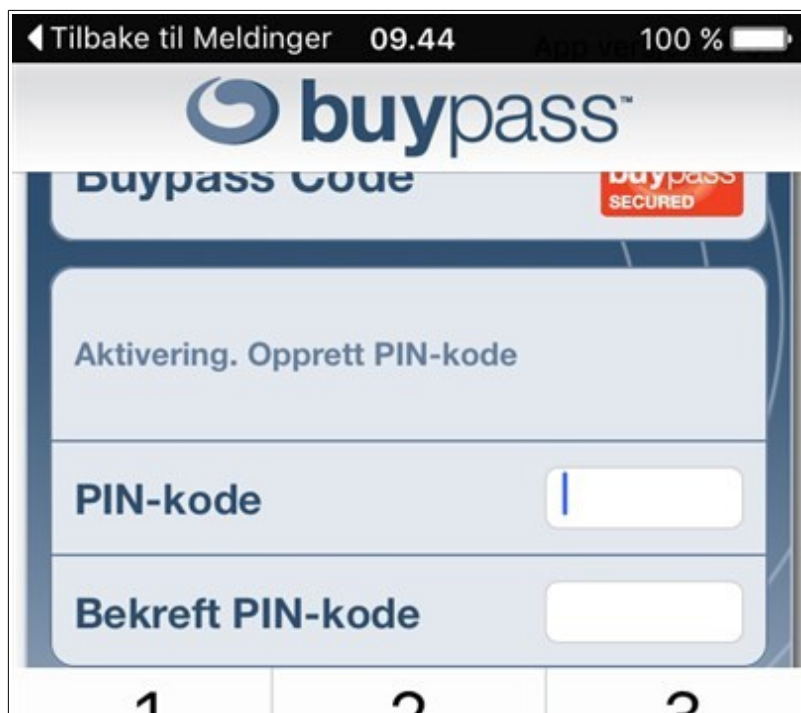 Tilbake til Meldinger 09.44 100 %
buypass™
Buypass Code
buypass
SECURED
Aktivering. Opprett PIN-kode
PIN-kode
Bekreft PIN-kode
1 2 3